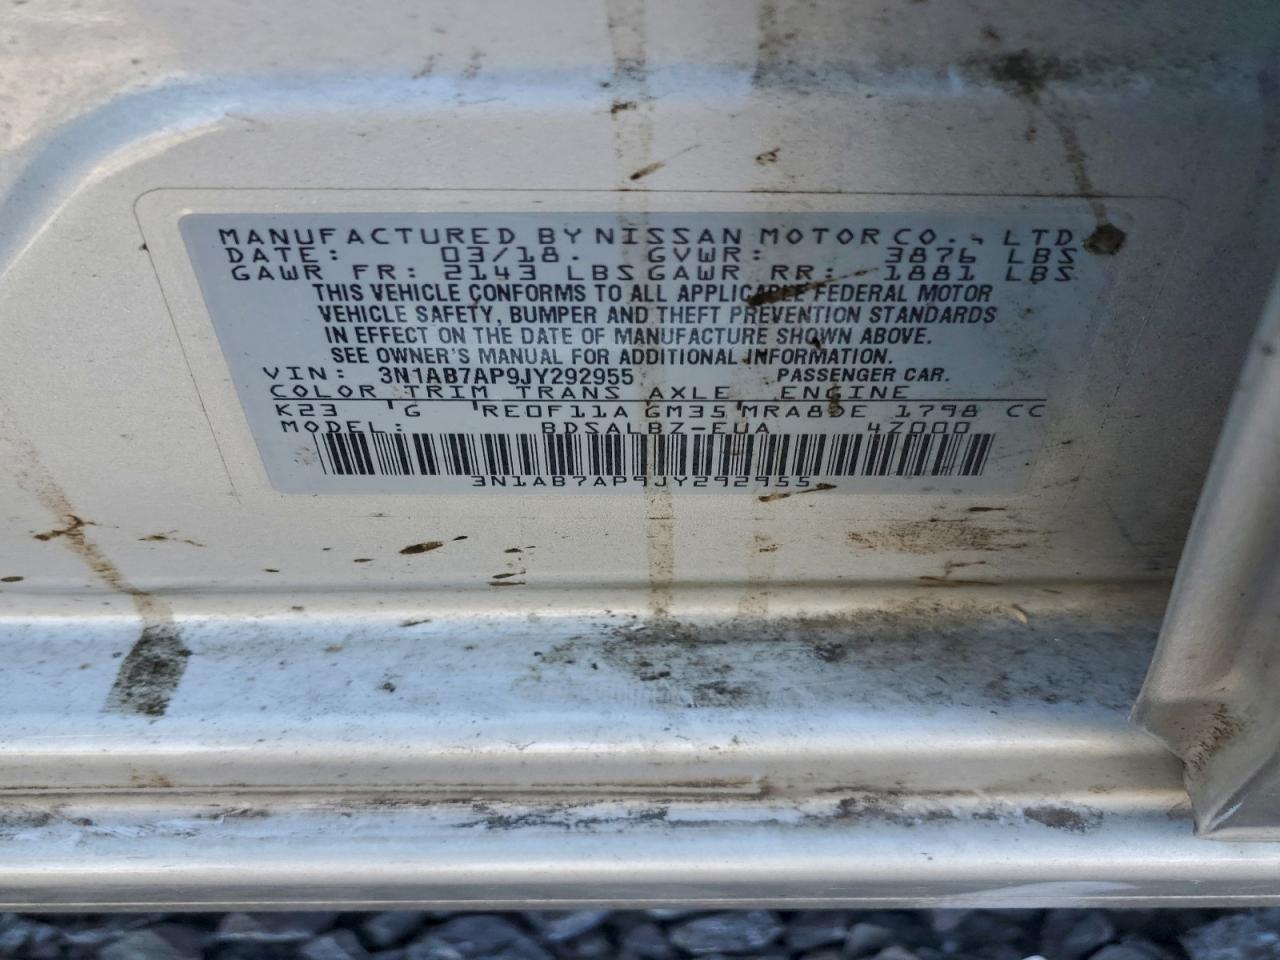 MANUFACTURED BY NISSAN MOTOR CO., LTD
DATE: 03/18. GVWR: 3876 LBS
GAWR FR: 2143 LBS GAWR RR: 1881 LBS
THIS VEHICLE CONFORMS TO ALL APPLICABLE FEDERAL MOTOR
VEHICLE SAFETY, BUMPER AND THEFT PREVENTION STANDARDS
IN EFFECT ON THE DATE OF MANUFACTURE SHOWN ABOVE.
SEE OWNER'S MANUAL FOR ADDITIONAL INFORMATION.
VIN: 3N1AB7AP9JY292955 PASSENGER CAR.
COLOR TRIM TRANS AXLE ENGINE
K23 G RE0F11A GM35 MRA8DE 1798 CC
MODEL: BDSALBZ-EUA 47000
3N1AB7AP9JY292955